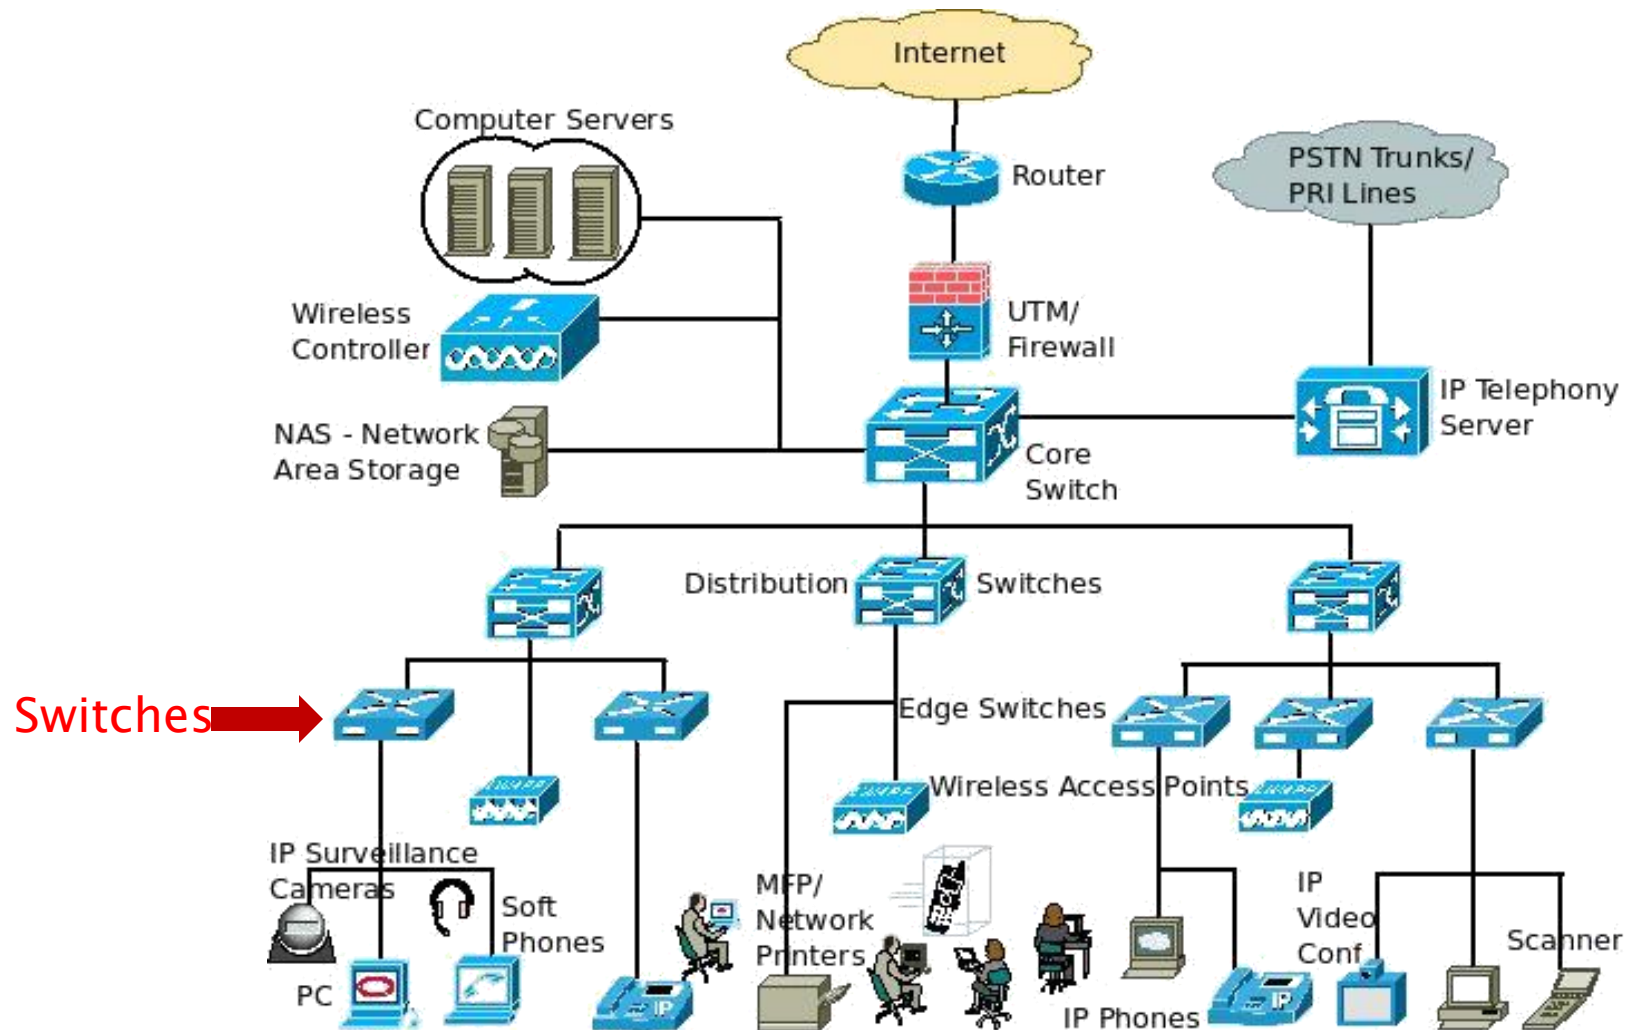 Internet
Computer Servers
PSTN Trunks/
PRI Lines
Router
Wireless
Controller
UTM/
Firewall
IP Telephony
Server
NAS - Network
Area Storage
Core
Switch
Distribution
Switches
Switches
Edge Switches
Wireless Access Points
IP Surveillance
Cameras
Soft
Phones
MFP/
Network
Printers
IP
Video
Conf
Scanner
PC
IP
IP
IP Phones